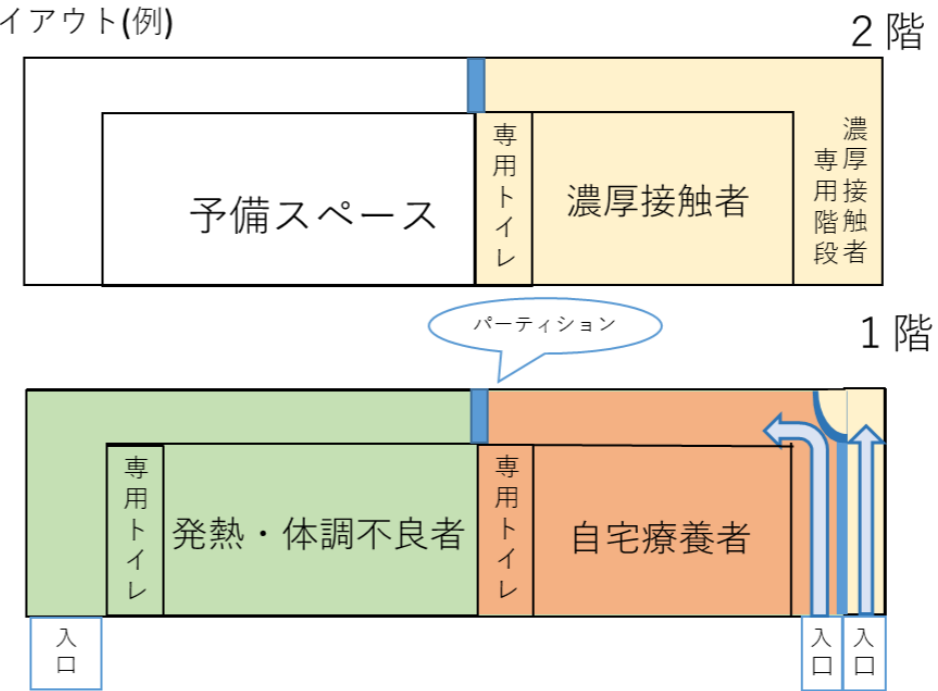 イアウト(例)
２階
予備スペース
専用トイレ
濃厚接触者
濃厚接触者
専用階段
パーティション
１階
専用トイレ
発熱・体調不良者
専用トイレ
自宅療養者
入口
入口
入口